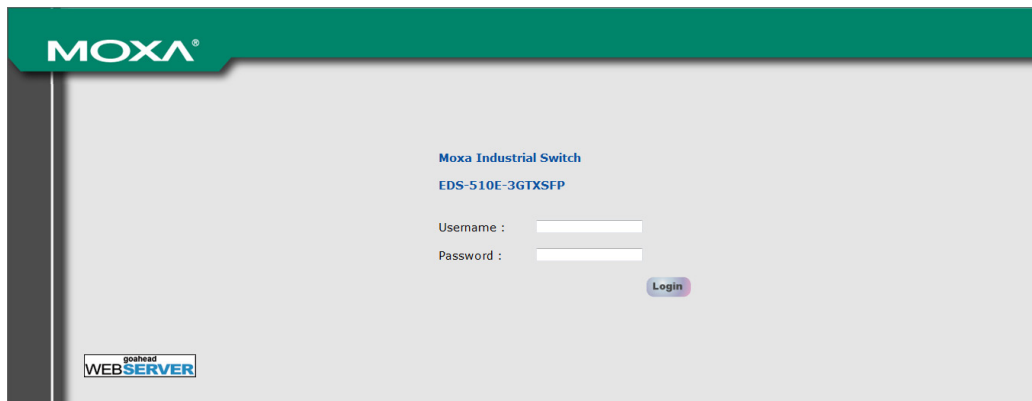 MOXA®
Moxa Industrial Switch
EDS-510E-3GTXSFP
Username :
Password :
Login
goahead
WEBSERVER